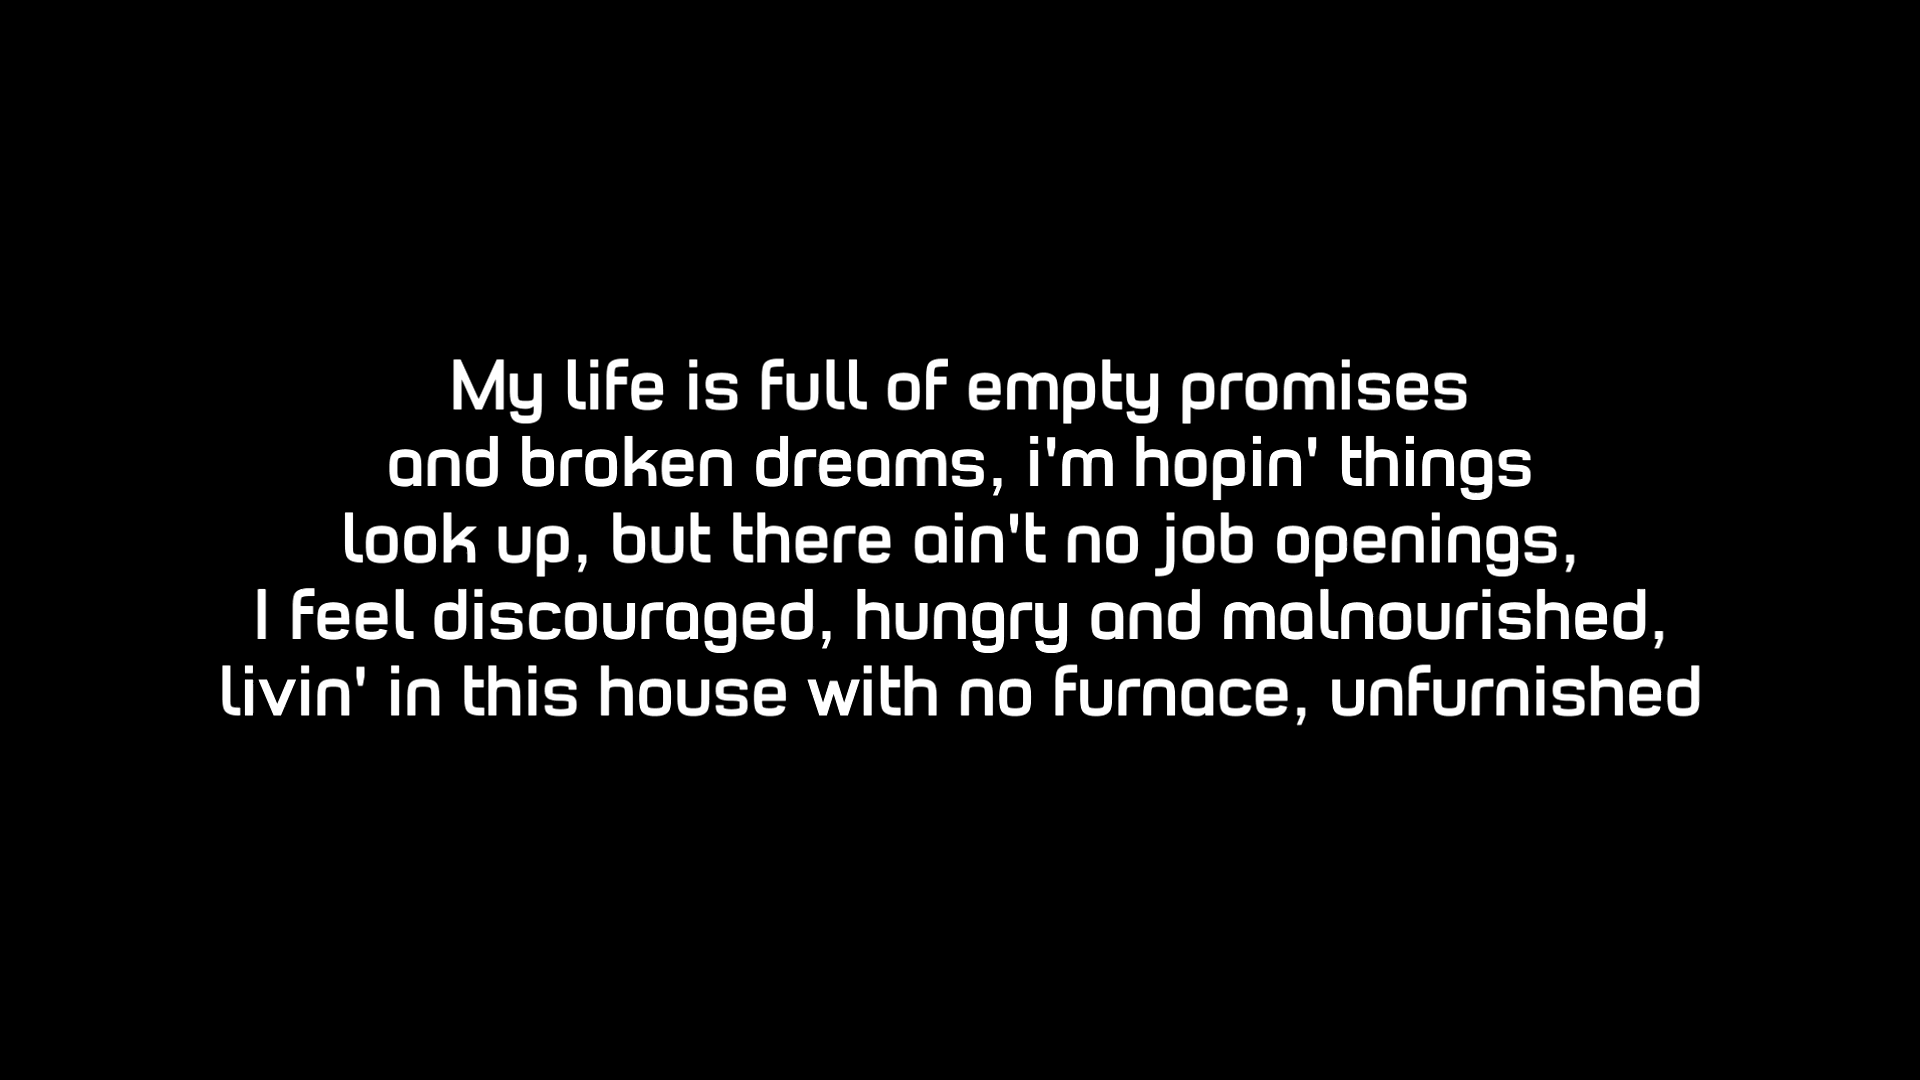 My life is full of empty promises
and broken dreams, i'm hopin' things
look up, but there ain't no job openings,
I feel discouraged, hungry and malnourished,
livin' in this house with no furnace, unfurnished